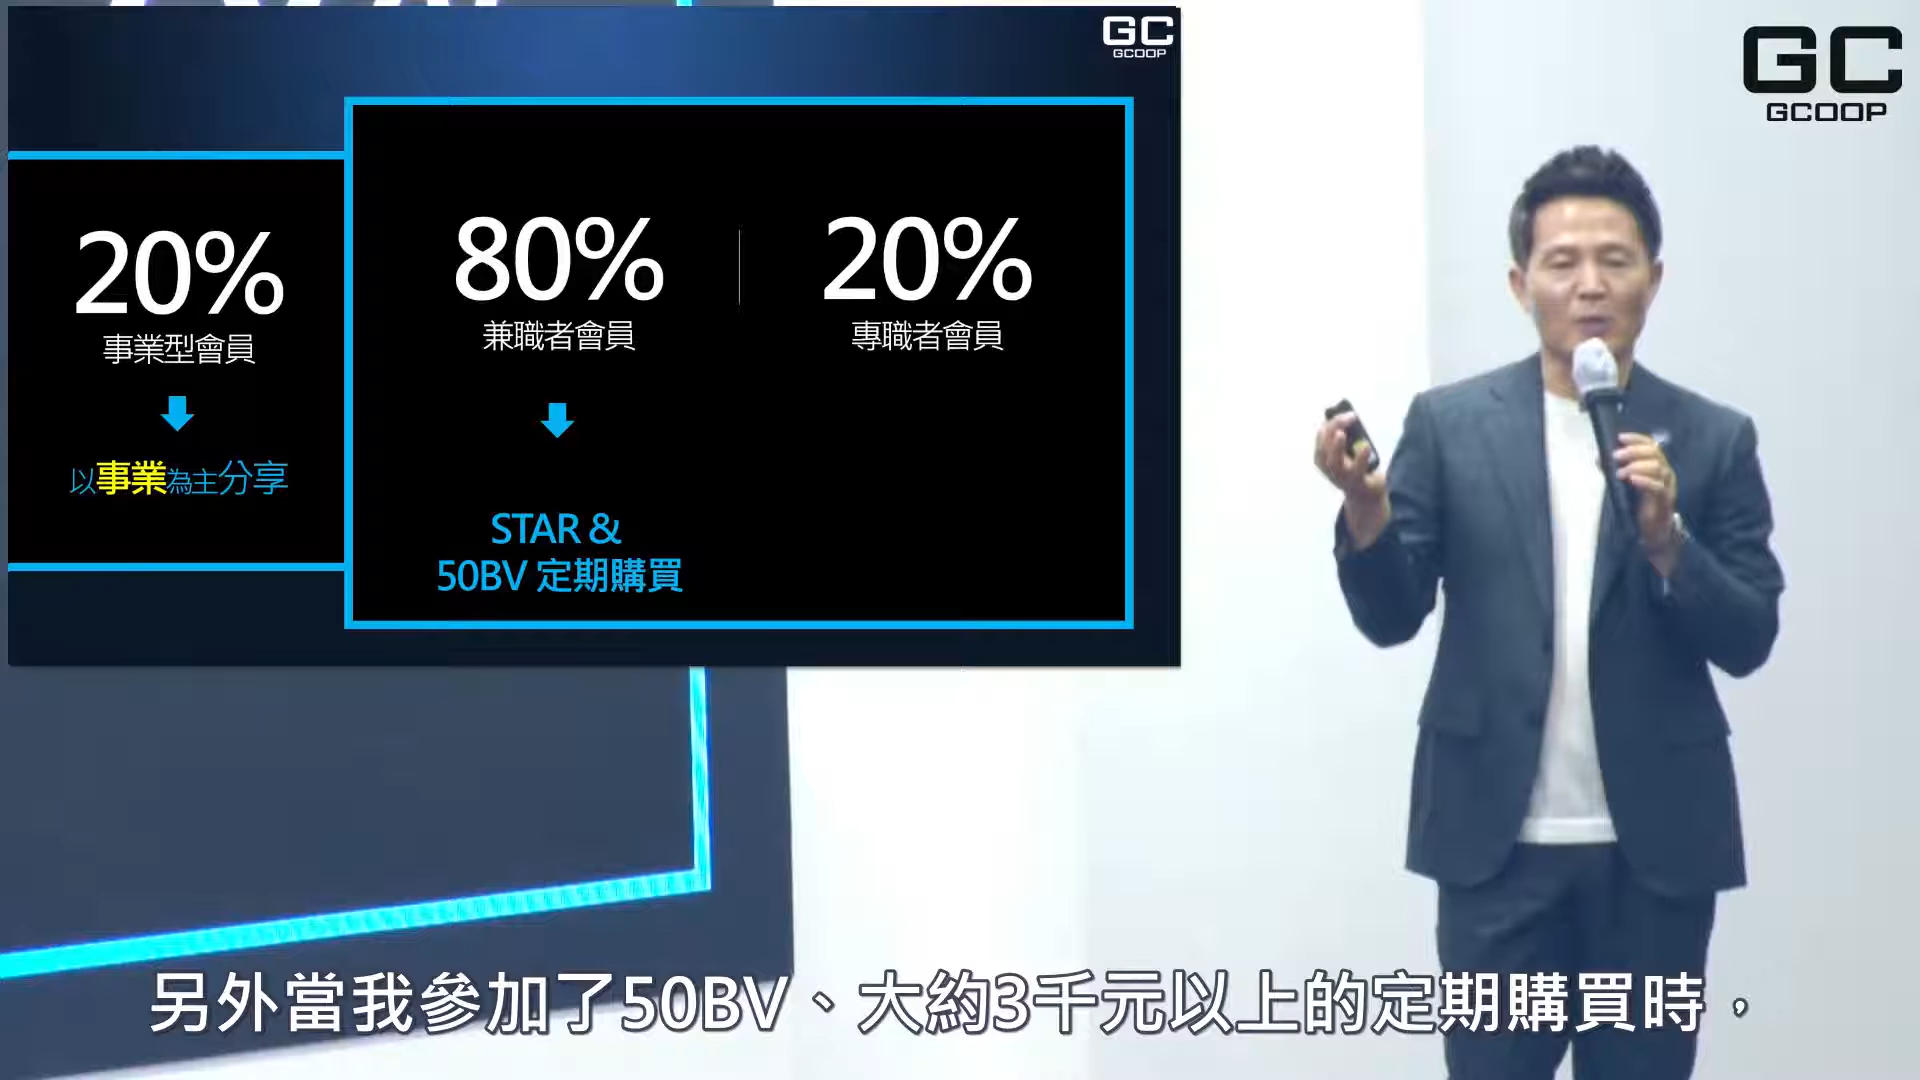 GC
GCOOP
GC
GCOOP
20%
事業型會員
以事業為主分享
80%
兼職者會員
STAR &
50BV 定期購買
20%
專職者會員
另外當我參加了50BV、大約3千元以上的定期購買時，